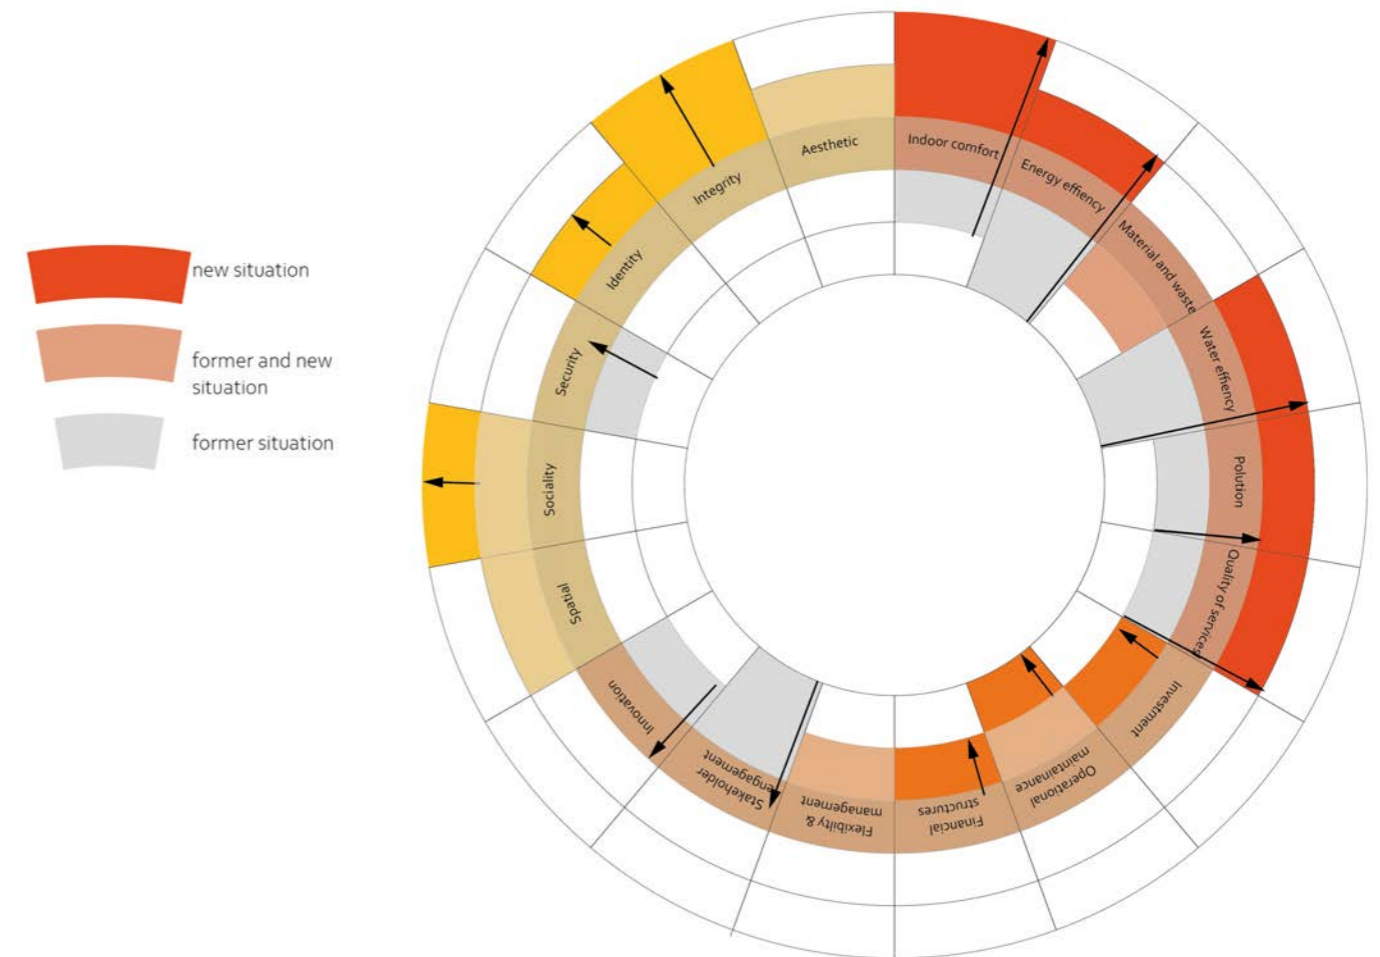 new situation
former and new
situation
former situation
Indoor comfort
Energy effiency
Material and waste
Water effiency
Polution
Quality of services
Investment
Operational
maintainance
Financial
structures
Flexibilty &
management
Stakeholder
engagement
Innovation
Spatial
Sociality
Security
Identity
Integrity
Aesthetic